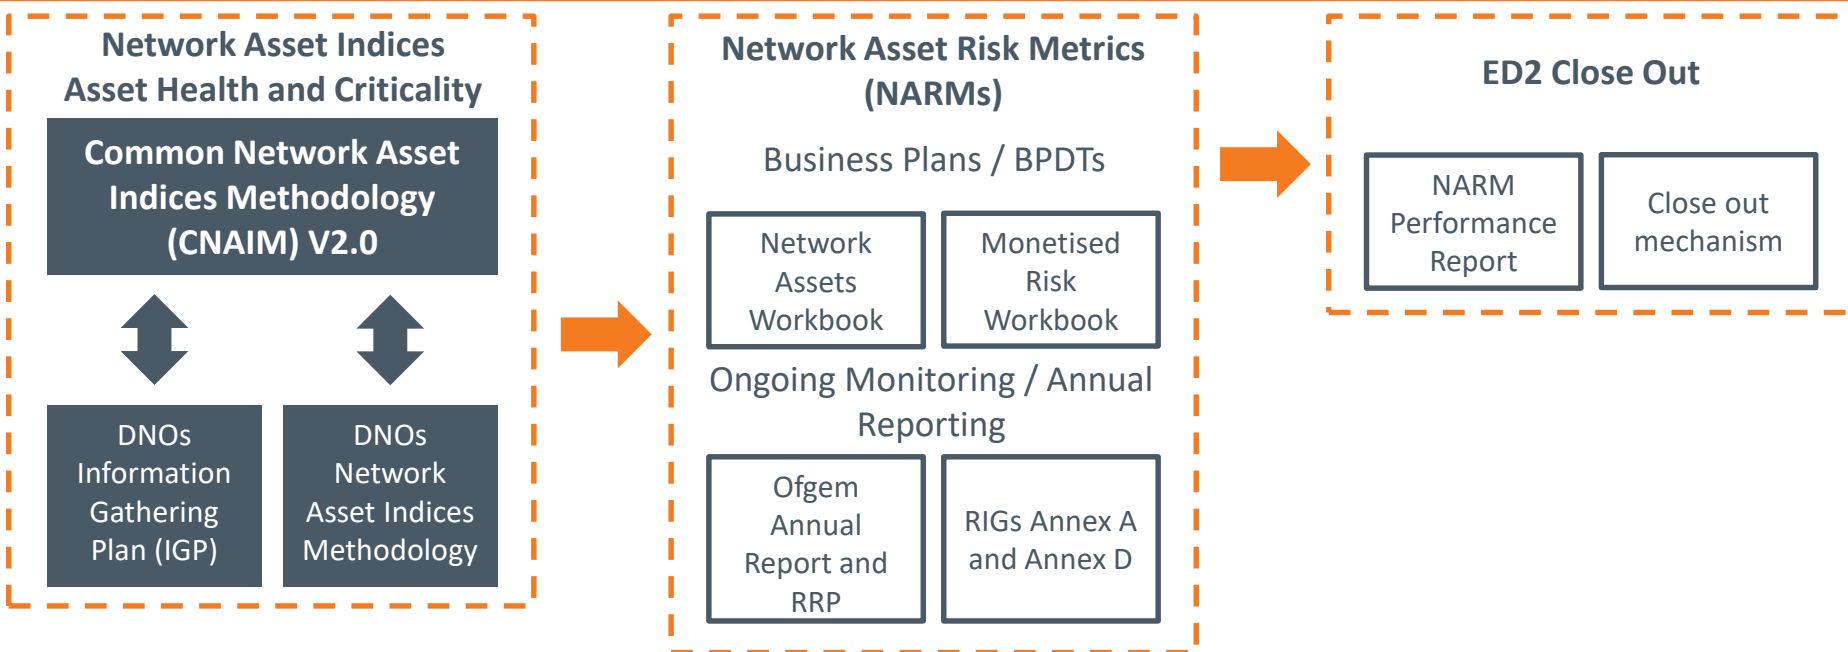 Network Asset Indices
Asset Health and Criticality
Common Network Asset
Indices Methodology
(CNAIM) V2.0
DNOs
Information
Gathering
Plan (IGP)
DNOs
Network
Asset Indices
Methodology
Network Asset Risk Metrics
(NARMs)
Business Plans / BPDTs
Network
Assets
Workbook
Monetised
Risk
Workbook
Ongoing Monitoring / Annual
Reporting
Ofgem
Annual
Report and
RRP
RIGs Annex A
and Annex D
ED2 Close Out
NARM
Performance
Report
Close out
mechanism